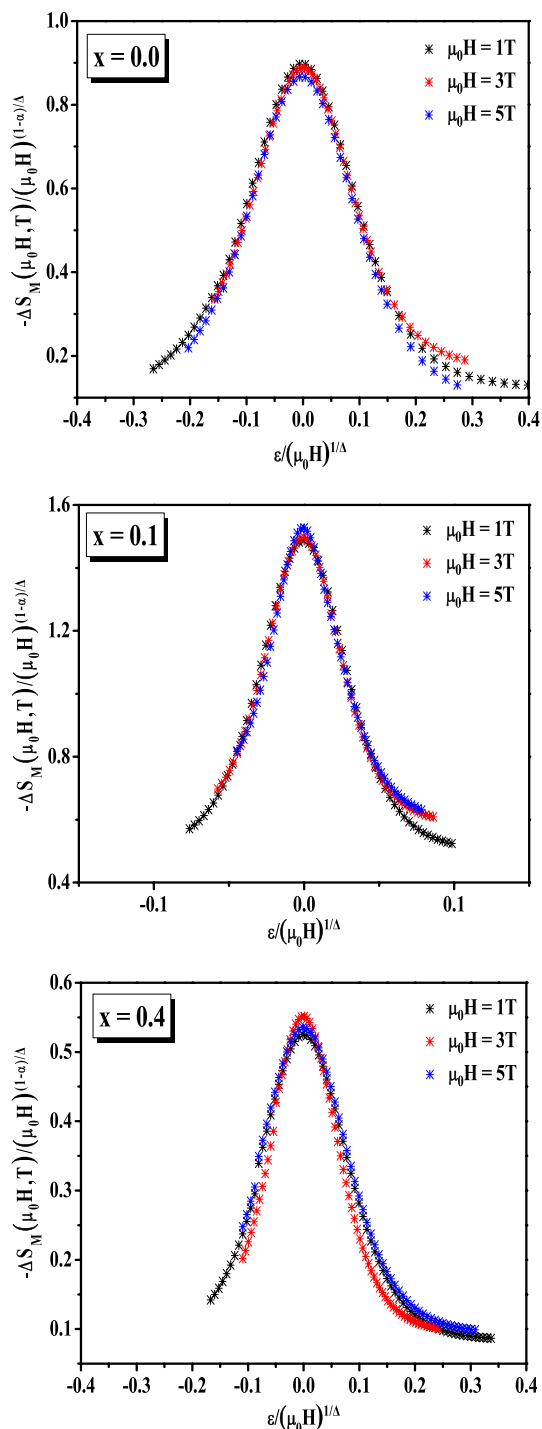 x = 0.0
μ₀H = 1T
μ₀H = 3T
μ₀H = 5T
-ΔS_M(μ₀H,T)/(μ₀H)^(1-α)/Δ
1.0
0.8
0.6
0.4
0.2
-0.4 -0.3 -0.2 -0.1 0.0 0.1 0.2 0.3 0.4
ε/(μ₀H)^1/Δ
x = 0.1
μ₀H = 1T
μ₀H = 3T
μ₀H = 5T
-ΔS_M(μ₀H,T)/(μ₀H)^(1-α)/Δ
1.6
1.2
0.8
0.4
-0.1 0.0 0.1
ε/(μ₀H)^1/Δ
x = 0.4
μ₀H = 1T
μ₀H = 3T
μ₀H = 5T
-ΔS_M(μ₀H,T)/(μ₀H)^(1-α)/Δ
0.6
0.5
0.4
0.3
0.2
0.1
-0.4 -0.3 -0.2 -0.1 0.0 0.1 0.2 0.3 0.4
ε/(μ₀H)^1/Δ